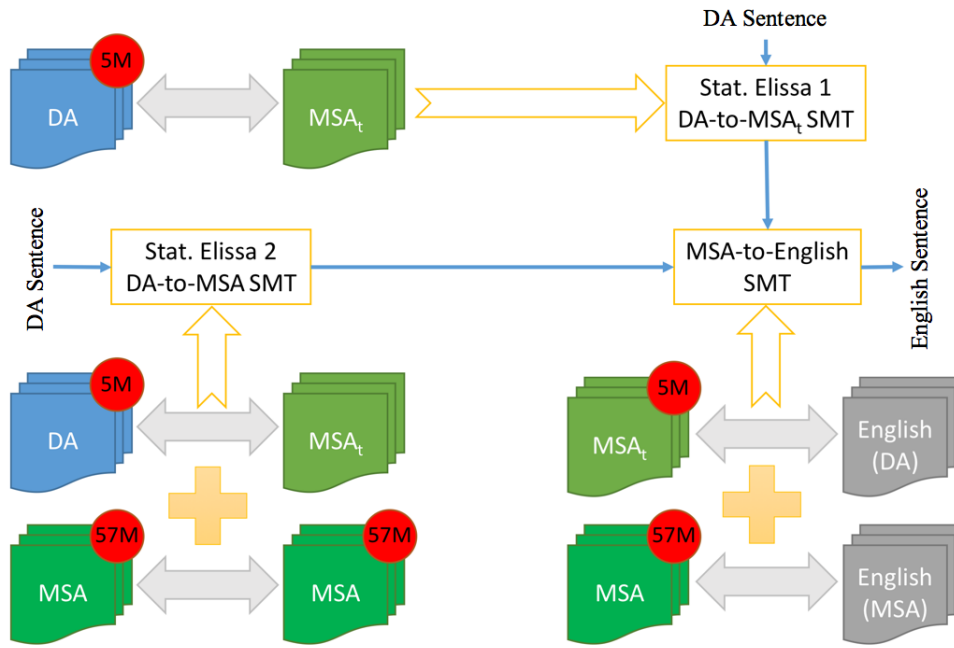 DA Sentence
5M
DA
MSAt
Stat. Elissa 1
DA-to-MSAt SMT
DA Sentence
Stat. Elissa 2
DA-to-MSA SMT
MSA-to-English
SMT
English Sentence
5M
DA
MSAt
5M
MSAt
English
(DA)
57M
MSA
57M
MSA
57M
MSA
English
(MSA)